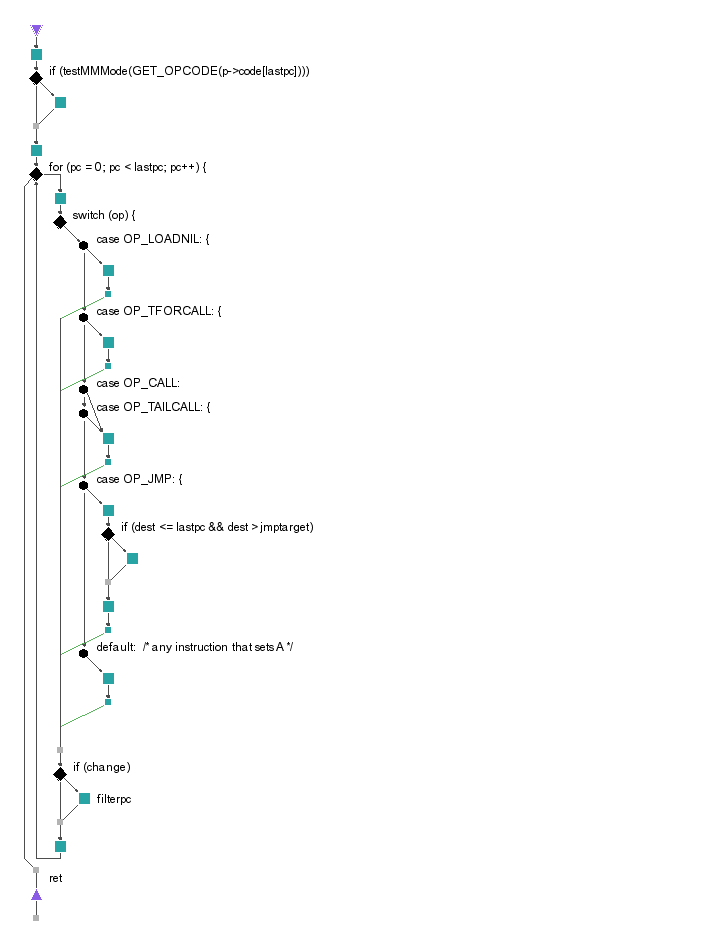 if (testMMMode(GET_OPCODE(p->code[lastpc])))
for (pc = 0; pc < lastpc; pc++) {
switch (op) {
case OP_LOADNIL: {
case OP_TFORCALL: {
case OP_CALL:
case OP_TAILCALL: {
case OP_JMP: {
if (dest <= lastpc && dest > jmptarget)
default:  /* any instruction that sets A */
if (change)
filterpc
ret